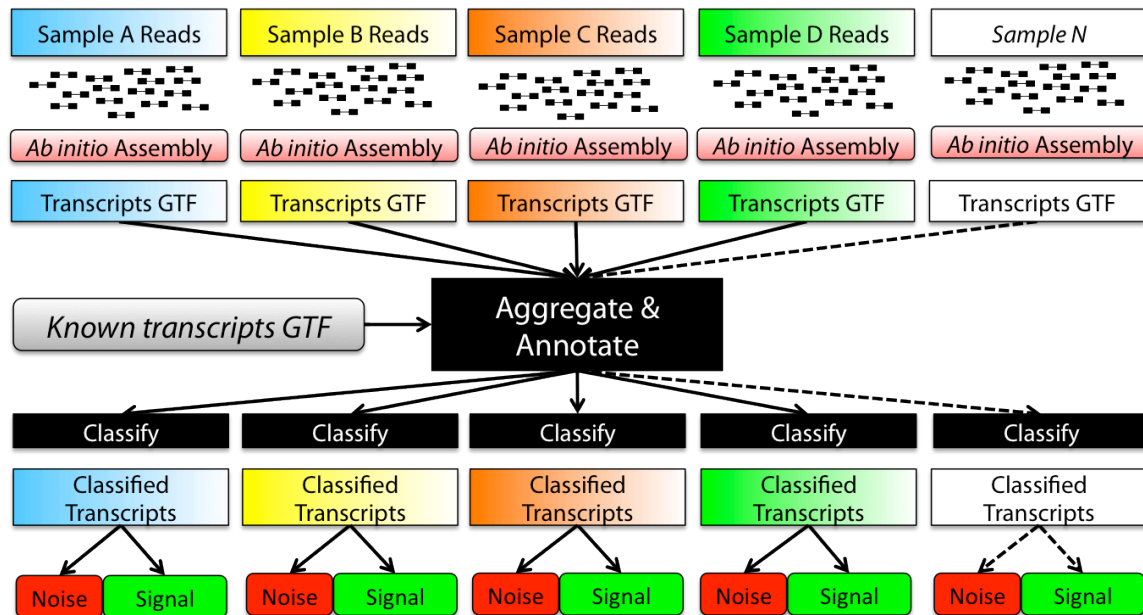 Sample A Reads
Sample B Reads
Sample C Reads
Sample D Reads
Sample N
Ab initio Assembly
Ab initio Assembly
Ab initio Assembly
Ab initio Assembly
Ab initio Assembly
Transcripts GTF
Transcripts GTF
Transcripts GTF
Transcripts GTF
Transcripts GTF
Known transcripts GTF
Aggregate &
Annotate
Classify
Classify
Classify
Classify
Classify
Classified
Transcripts
Classified
Transcripts
Classified
Transcripts
Classified
Transcripts
Classified
Transcripts
Noise
Signal
Noise
Signal
Noise
Signal
Noise
Signal
Noise
Signal